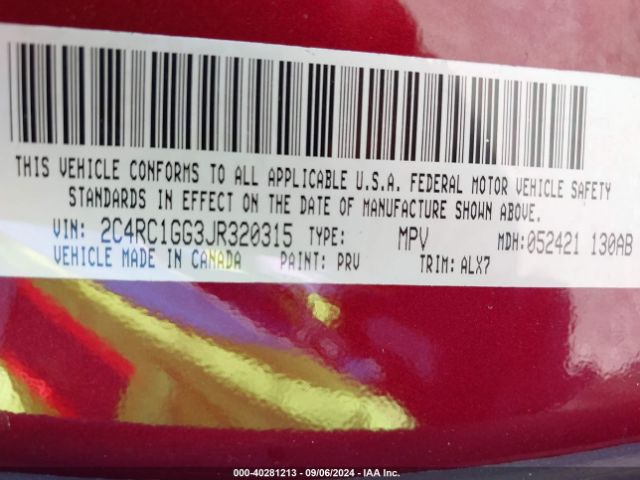 THIS VEHICLE CONFORMS TO ALL APPLICABLE U.S.A. FEDERAL MOTOR VEHICLE SAFETY
STANDARDS IN EFFECT ON THE DATE OF MANUFACTURE SHOWN ABOVE.
VIN: 2C4RC1GG3JR320315 TYPE: MPV MDH:052421 130AB
VEHICLE MADE IN CANADA PAINT: PRV TRIM: ALX7
000-40281213 - 09/06/2024 - IAA Inc.